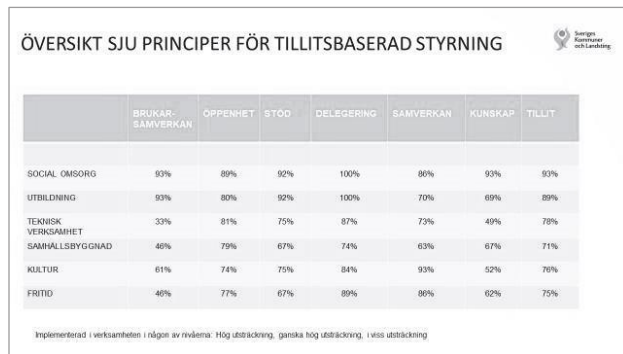 ÖVERSIKT SJU PRINCIPER FÖR TILLITSBASERAD STYRNING
Sveriges
Kommuner
och Landsting
BRUKAR-
SAMVERKAN ÖPPENHET STÖD DELEGERING SAMVERKAN KUNSKAP TILLIT
SOCIAL OMSORG 93% 89% 92% 100% 86% 93% 93%
UTBILDNING 93% 80% 92% 100% 70% 69% 89%
TEKNISK
VERKSAMHET 33% 81% 75% 87% 73% 49% 78%
SAMHÄLLSBYGGNAD 46% 79% 67% 74% 63% 67% 71%
KULTUR 61% 74% 75% 84% 93% 52% 76%
FRITID 46% 77% 67% 89% 86% 62% 75%
Implementerad i verksamheten i någon av nivåerna: Hög utsträckning, ganska hög utsträckning, i viss utsträckning